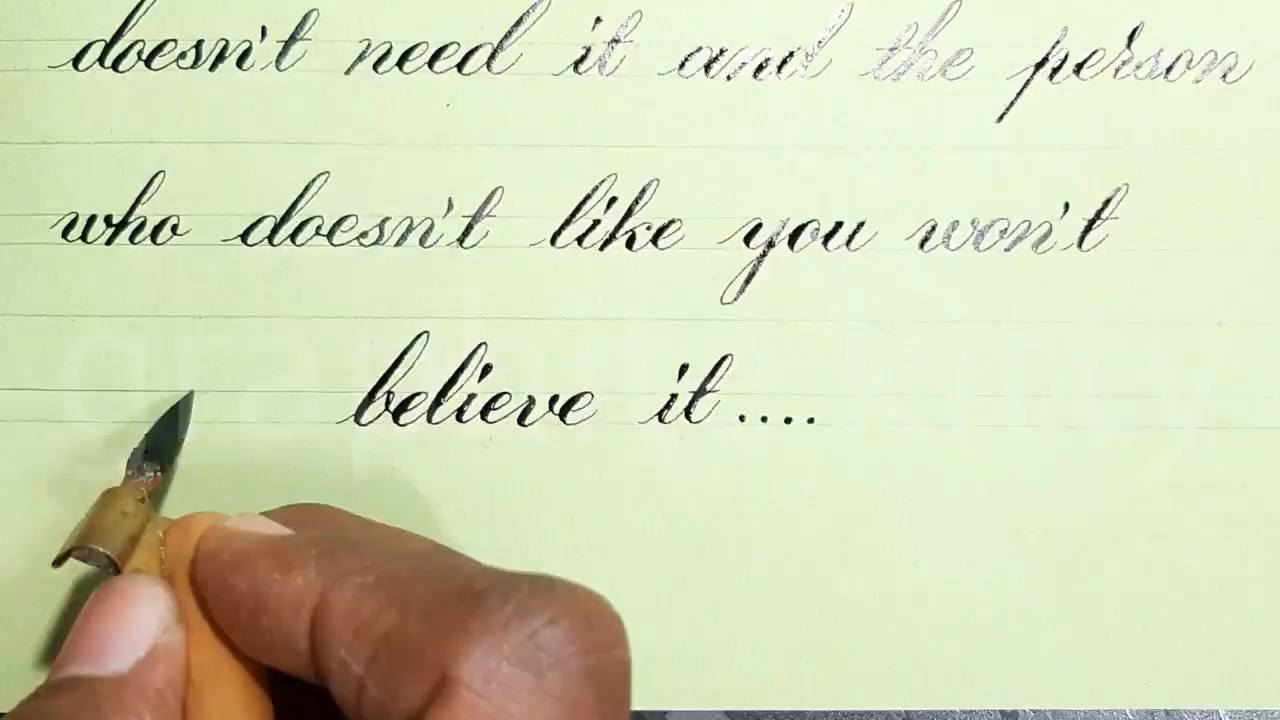 doesn't need it and the person
who doesn't like you won't
believe it....